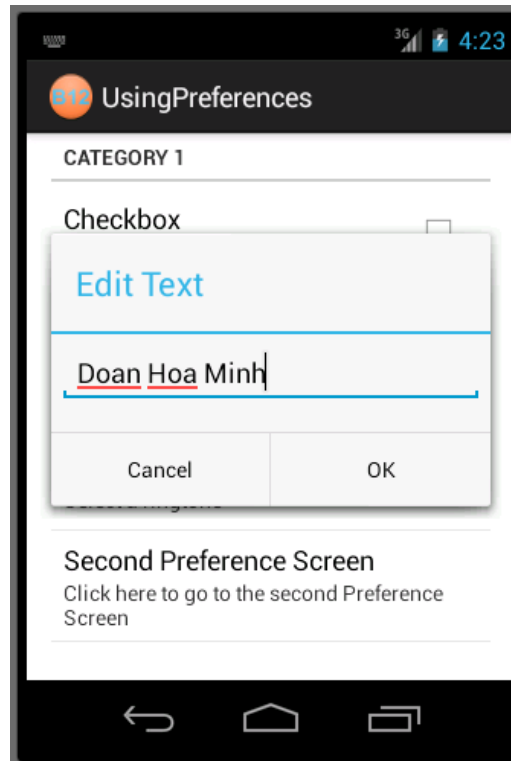 3G 4:23
B12 UsingPreferences
CATEGORY 1
Checkbox
Edit Text
Doan Hoa Minh
Cancel OK
Second Preference Screen
Click here to go to the second Preference
Screen